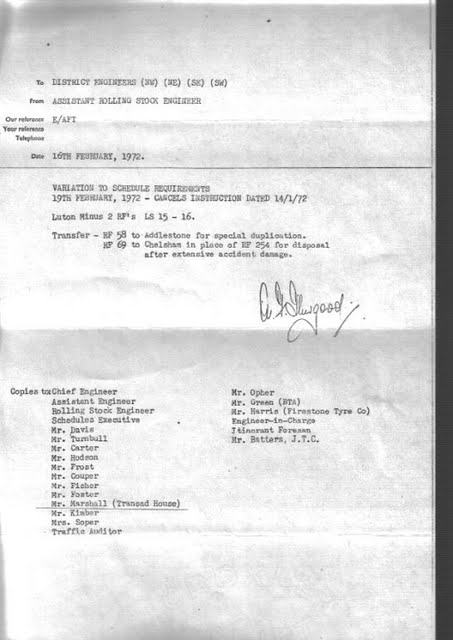 To DISTRICT ENGINEERS (NW) (NE) (SE) (SW)
From ASSISTANT ROLLING STOCK ENGINEER
Our reference E/AFT
Your reference
Telephone
Date 16TH FEBRUARY, 1972.
VARIATION TO SCHEDULE REQUIREMENTS
19TH FEBRUARY, 1972 - CANCELS INSTRUCTION DATED 14/1/72
Luton Minus 2 RF's LS 15 - 16.
Transfer - RF 58 to Addlestone for special duplication.
RF 69 to Chelsham in place of RF 254 for disposal
after extensive accident damage.
Copies to: Chief Engineer
Assistant Engineer
Rolling Stock Engineer
Schedules Executive
Mr. Davis
Mr. Turnbull
Mr. Carter
Mr. Hodson
Mr. Frost
Mr. Couper
Mr. Fisher
Mr. Foster
Mr. Marshall (Transad House)
Mr. Kimber
Mrs. Soper
Traffic Auditor
Mr. Opher
Mr. Green (BTA)
Mr. Harris (Firestone Tyre Co)
Engineer-in-Charge
Itinerant Foreman
Mr. Batters, J.T.C.